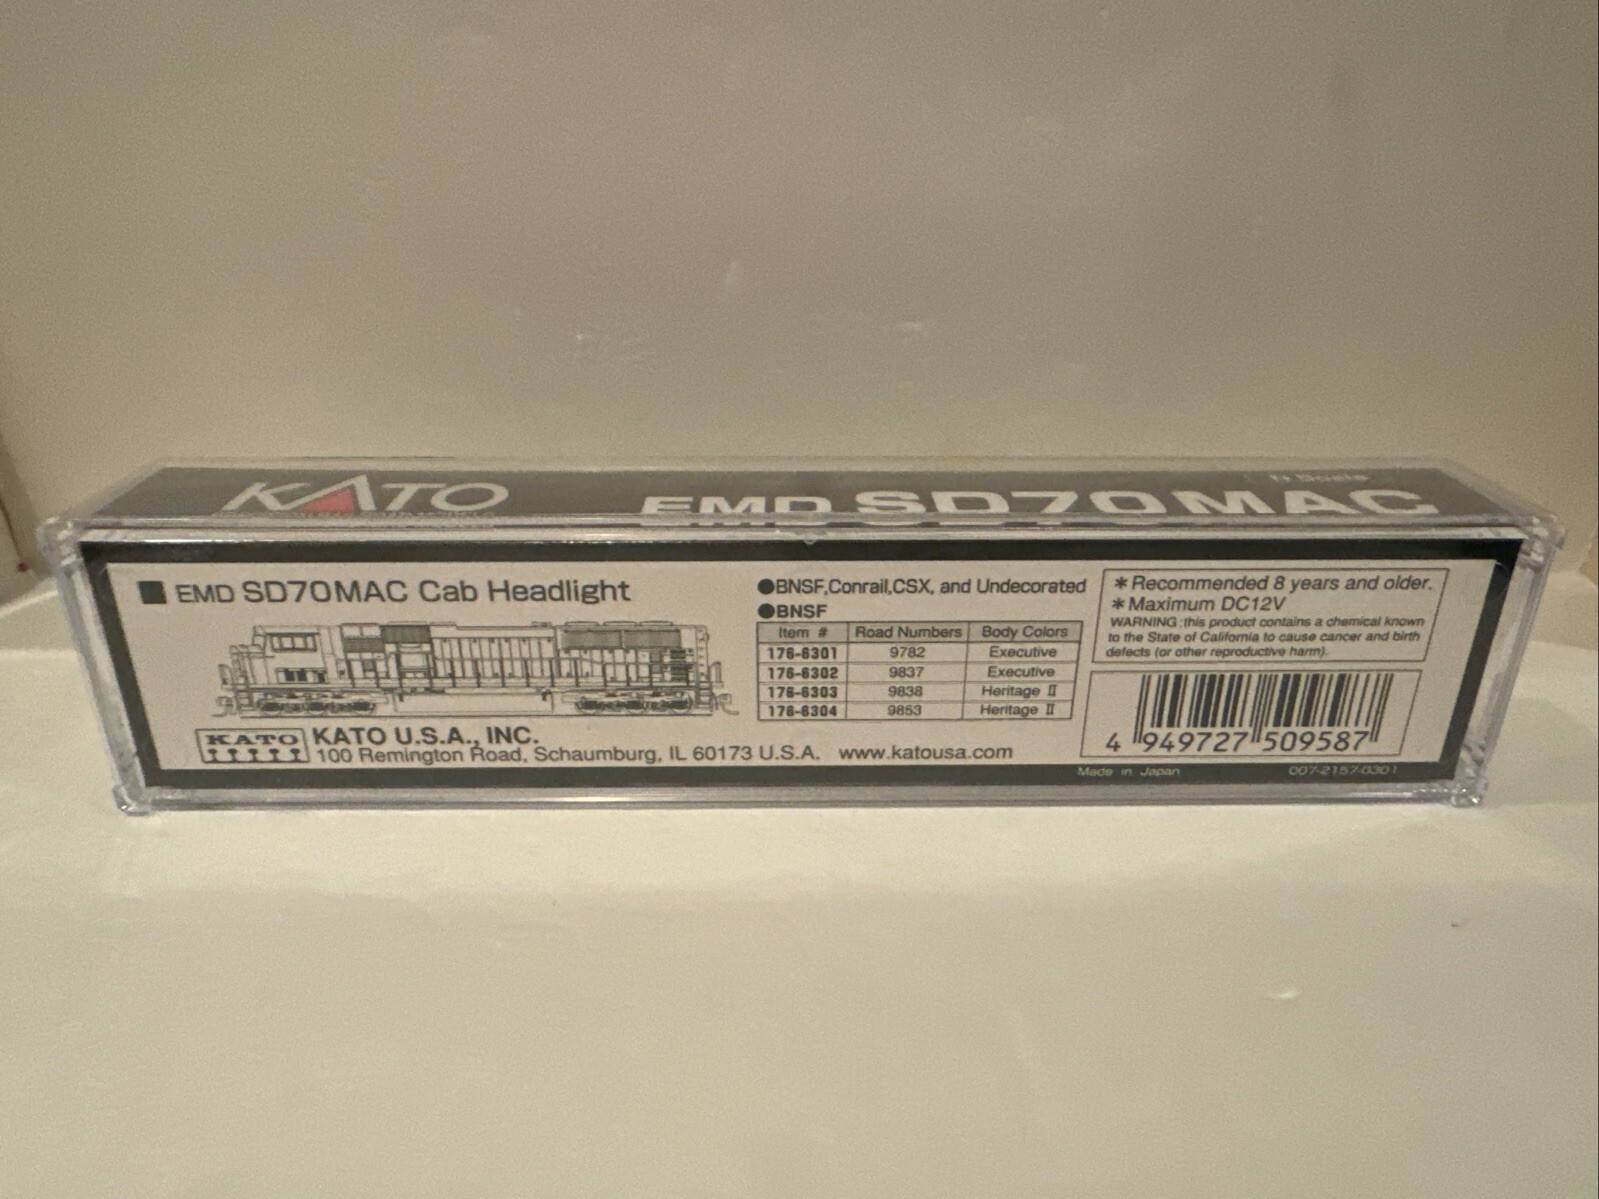 KATO
N Scale
EMD SD70MAC
■ EMD SD70MAC Cab Headlight
KATO
KATO U.S.A., INC.
100 Remington Road, Schaumburg, IL 60173 U.S.A. www.katousa.com
●BNSF,Conrail,CSX, and Undecorated
●BNSF
Item # Road Numbers Body Colors
176-6301 9782 Executive
176-6302 9837 Executive
176-6303 9838 Heritage II
176-6304 9853 Heritage II
* Recommended 8 years and older.
* Maximum DC12V
WARNING:this product contains a chemical known
to the State of California to cause cancer and birth
defects (or other reproductive harm).
4 949727 509587
Made in Japan 007-2157-0301